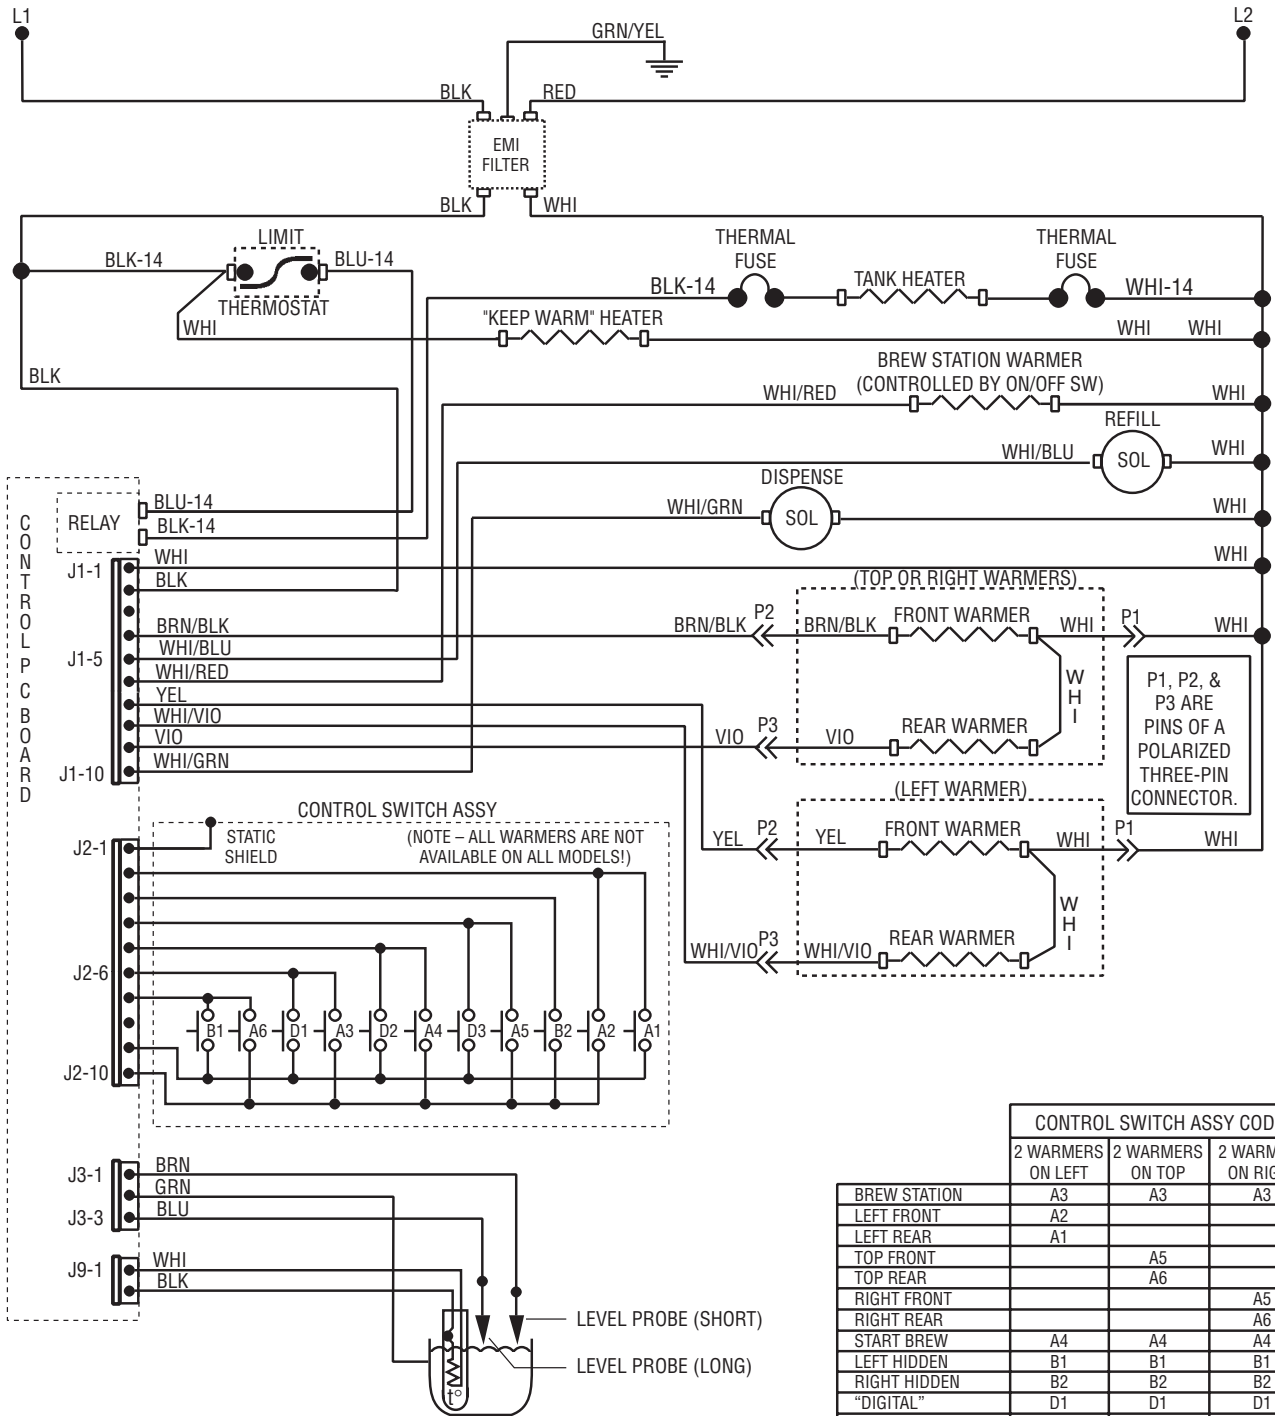 L1
L2
GRN/YEL
BLK
RED
EMI
FILTER
BLK
WHI
LIMIT
THERMOSTAT
BLK-14
BLU-14
THERMAL
FUSE
THERMAL
FUSE
BLK-14
TANK HEATER
WHI-14
WHI
"KEEP WARM" HEATER
WHI
WHI
BLK
BREW STATION WARMER
(CONTROLLED BY ON/OFF SW)
WHI/RED
WHI
REFILL
WHI/BLU
SOL
WHI
DISPENSE
WHI/GRN
SOL
WHI
CONTROL PC BOARD
RELAY
BLU-14
BLK-14
J1-1
WHI
WHI
BLK
BRN/BLK
J1-5
WHI/BLU
WHI/RED
YEL
WHI/VIO
VIO
J1-10
WHI/GRN
(TOP OR RIGHT WARMERS)
BRN/BLK
P2
BRN/BLK
FRONT WARMER
WHI
P1
WHI
WHI
VIO
P3
VIO
REAR WARMER
P1, P2, &
P3 ARE
PINS OF A
POLARIZED
THREE-PIN
CONNECTOR.
(LEFT WARMER)
YEL
P2
YEL
FRONT WARMER
WHI
P1
WHI
WHI
WHI/VIO
P3
WHI/VIO
REAR WARMER
CONTROL SWITCH ASSY
J2-1
STATIC
SHIELD
(NOTE – ALL WARMERS ARE NOT
AVAILABLE ON ALL MODELS!)
J2-6
B1 A6 D1 A3 D2 A4 D3 A5 B2 A2 A1
J2-10
J3-1
BRN
GRN
J3-3
BLU
J9-1
WHI
BLK
t°
LEVEL PROBE (SHORT)
LEVEL PROBE (LONG)
CONTROL SWITCH ASSY COD
2 WARMERS
ON LEFT
2 WARMERS
ON TOP
2 WARM
ON RIG
BREW STATION A3 A3 A3
LEFT FRONT A2
LEFT REAR A1
TOP FRONT A5
TOP REAR A6
RIGHT FRONT A5
RIGHT REAR A6
START BREW A4 A4 A4
LEFT HIDDEN B1 B1 B1
RIGHT HIDDEN B2 B2 B2
“DIGITAL” D1 D1 D1